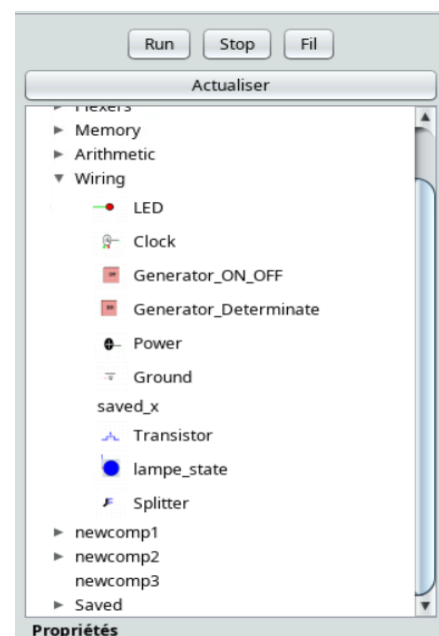 Run Stop Fil
Actualiser
Plexers
Memory
Arithmetic
Wiring
LED
Clock
Generator_ON_OFF
Generator_Determinate
Power
Ground
saved_x
Transistor
lampe_state
Splitter
newcomp1
newcomp2
newcomp3
Saved
Propriétés